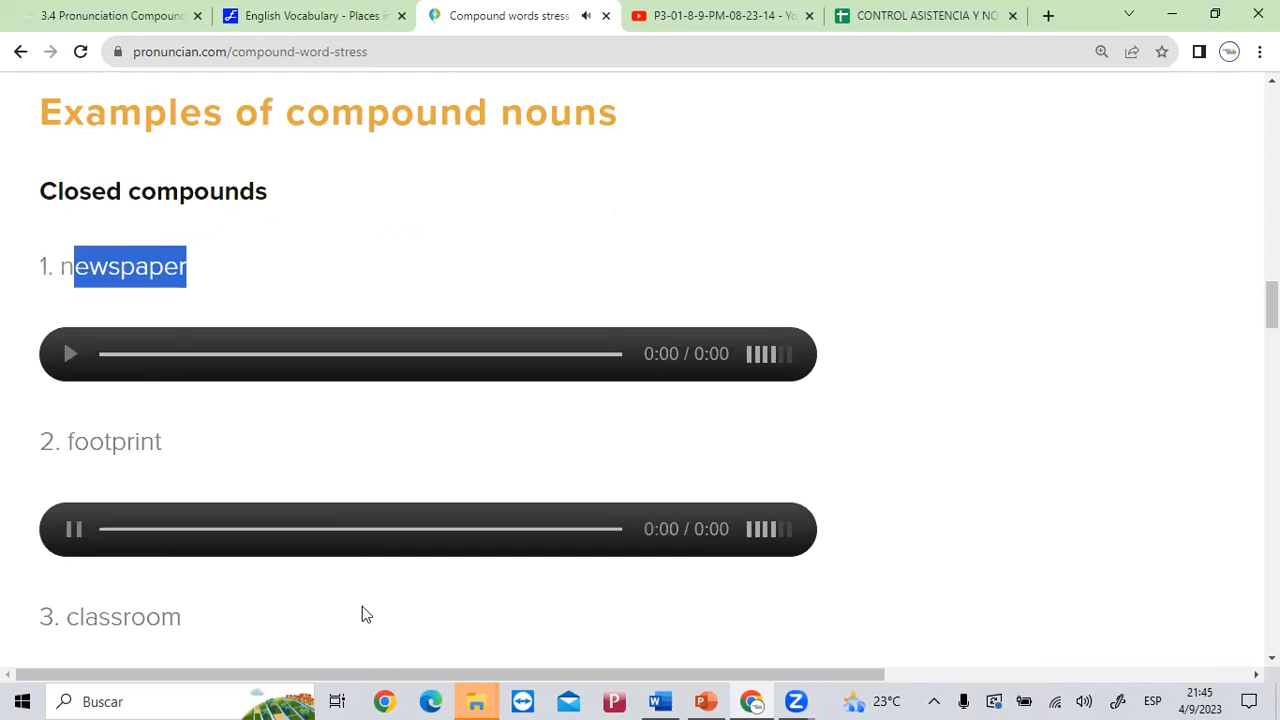 3.4 Pronunciation Compound
English Vocabulary - Places in
Compound words stress
P3-01-8-9-PM-08-23-14 - Yo
CONTROL ASISTENCIA Y NO
pronuncian.com/compound-word-stress
Examples of compound nouns
Closed compounds
1. newspaper
0:00 / 0:00
2. footprint
0:00 / 0:00
3. classroom
Buscar
23°C
ESP
21:45
4/9/2023